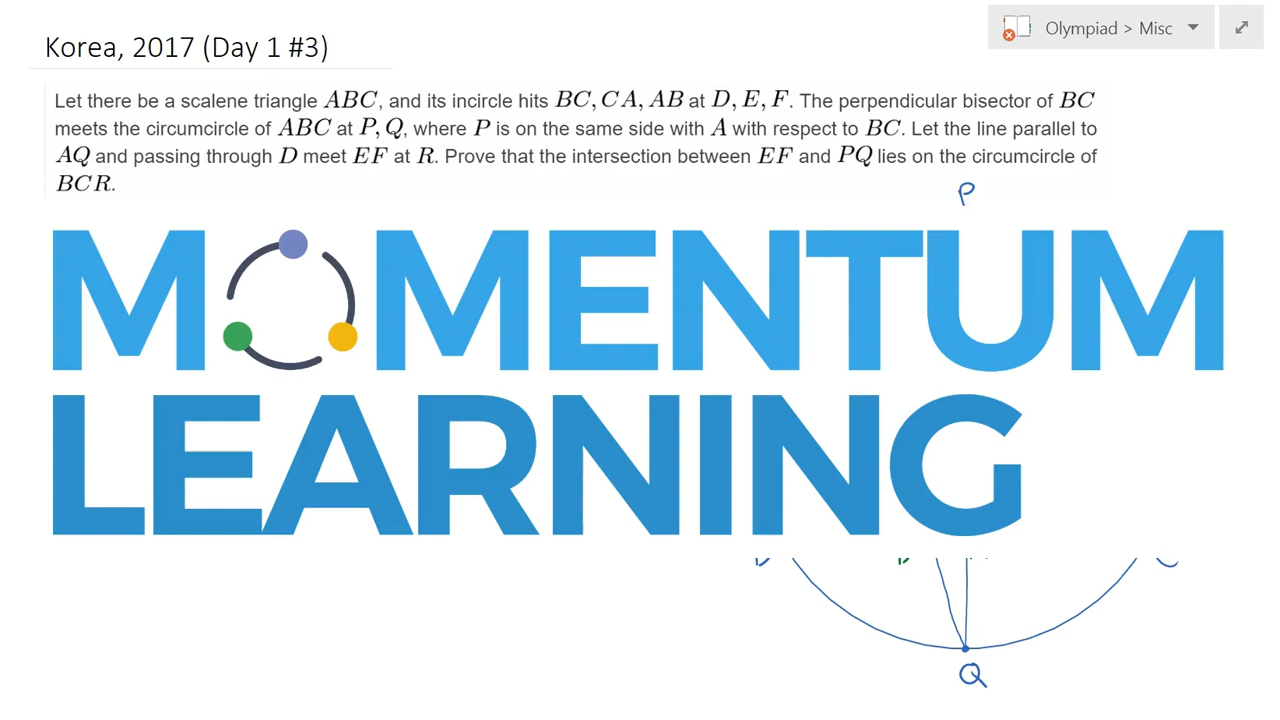 Olympiad > Misc
Korea, 2017 (Day 1 #3)
Let there be a scalene triangle ABC, and its incircle hits BC, CA, AB at D, E, F. The perpendicular bisector of BC
meets the circumcircle of ABC at P, Q, where P is on the same side with A with respect to BC. Let the line parallel to
AQ and passing through D meet EF at R. Prove that the intersection between EF and PQ lies on the circumcircle of
BCR.
P
MOMENTUM
LEARNING
Q